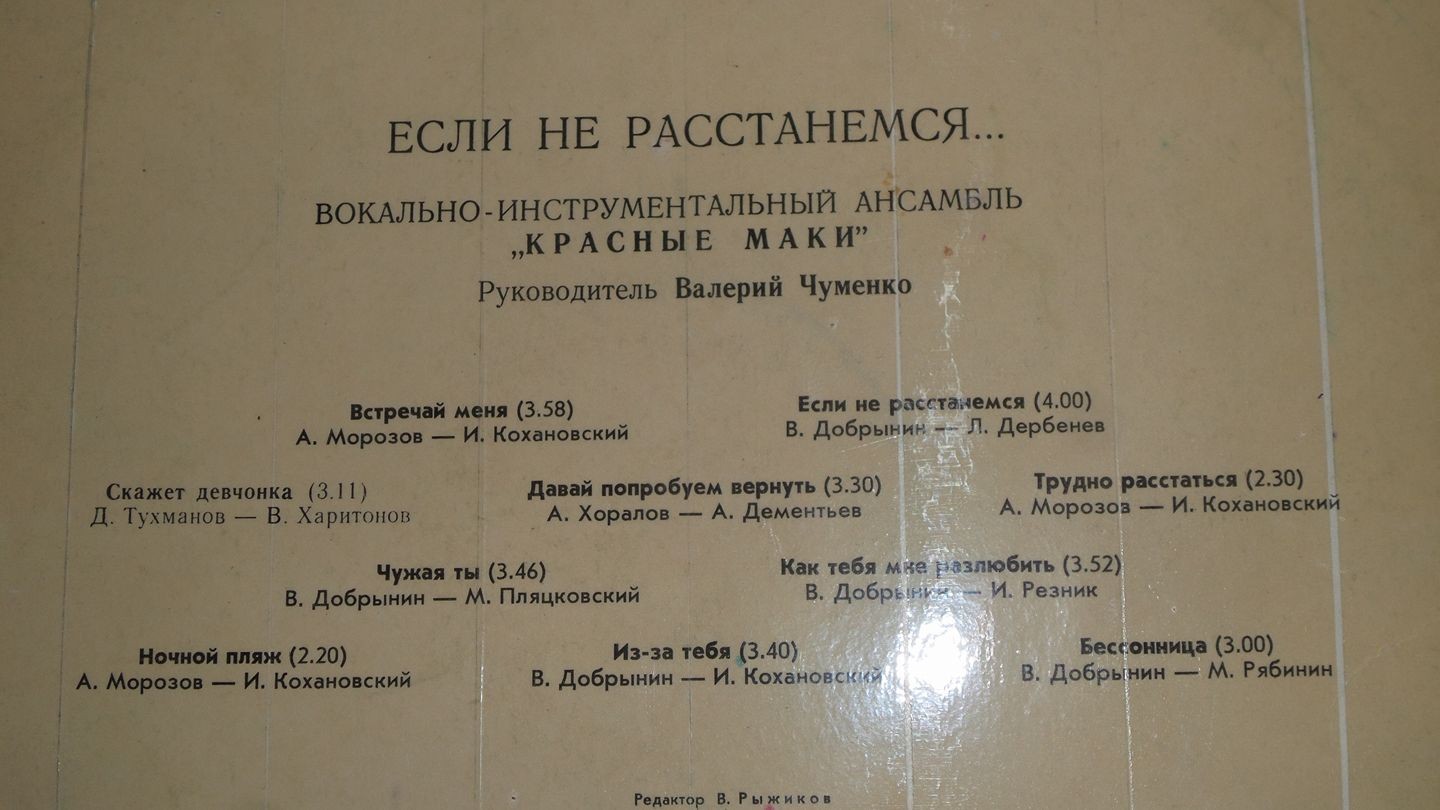 ЕСЛИ НЕ РАССТАНЕМСЯ...
ВОКАЛЬНО-ИНСТРУМЕНТАЛЬНЫЙ АНСАМБЛЬ
„КРАСНЫЕ МАКИ”
Руководитель Валерий Чуменко
Встречай меня (3.58)
А. Морозов — И. Кохановский
Если не расстанемся (4.00)
В. Добрынин — Л. Дербенев
Скажет девчонка (3.11)
Д. Тухманов — В. Харитонов
Давай попробуем вернуть (3.30)
А. Хоралов — А. Дементьев
Трудно расстаться (2.30)
А. Морозов — И. Кохановский
Чужая ты (3.46)
В. Добрынин — М. Пляцковский
Как тебя мне разлюбить (3.52)
В. Добрынин — И. Резник
Ночной пляж (2.20)
А. Морозов — И. Кохановский
Из-за тебя (3.40)
В. Добрынин — И. Кохановский
Бессонница (3.00)
В. Добрынин — М. Рябинин
Редактор В. Рыжиков